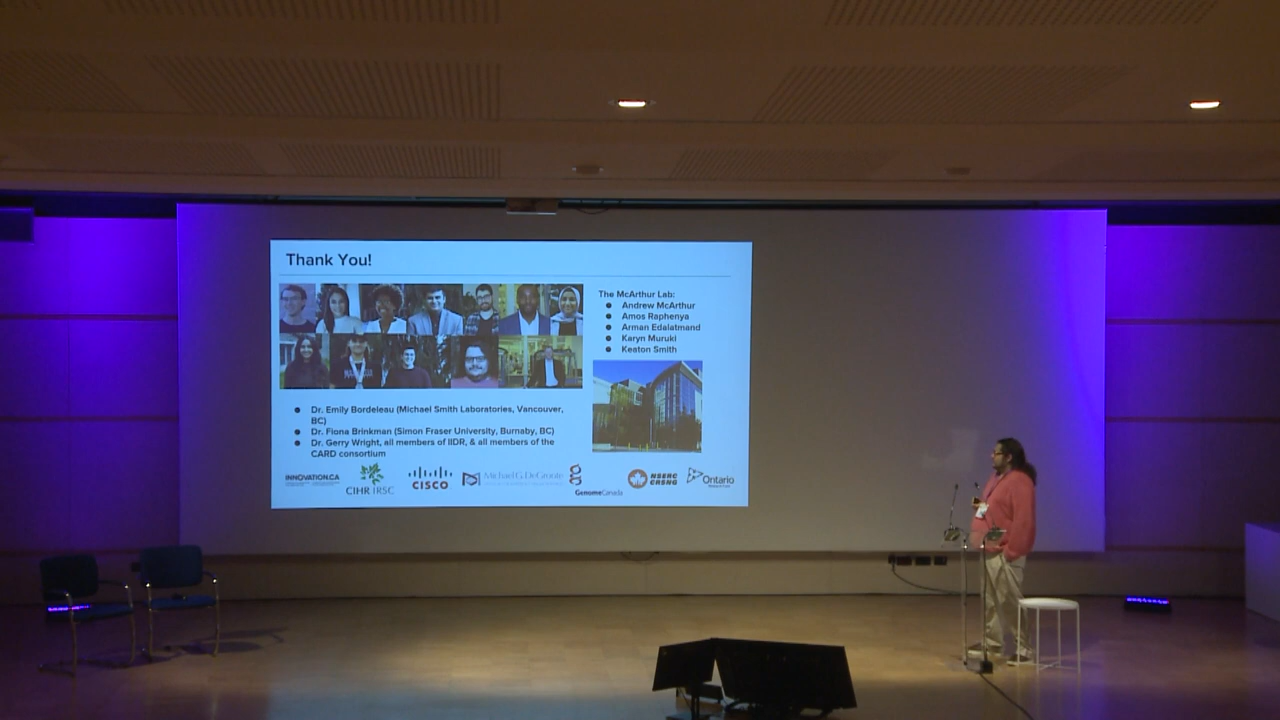 Thank You!
The McArthur Lab:
Andrew McArthur
Amos Raphenya
Arman Edalatmand
Karyn Muruki
Keaton Smith
Dr. Emily Bordeleau (Michael Smith Laboratories, Vancouver,
BC)
Dr. Fiona Brinkman (Simon Fraser University, Burnaby, BC)
Dr. Gerry Wright, all members of IIDR, & all members of the
CARD consortium
INNOVATION.CA
CIHR IRSC
CISCO
Michael G. DeGroote
GenomeCanada
NSERC
CRSNG
Ontario